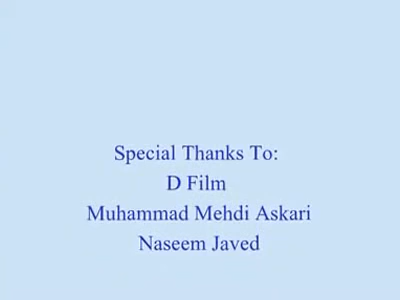 Special Thanks To:
D Film
Muhammad Mehdi Askari
Naseem Javed